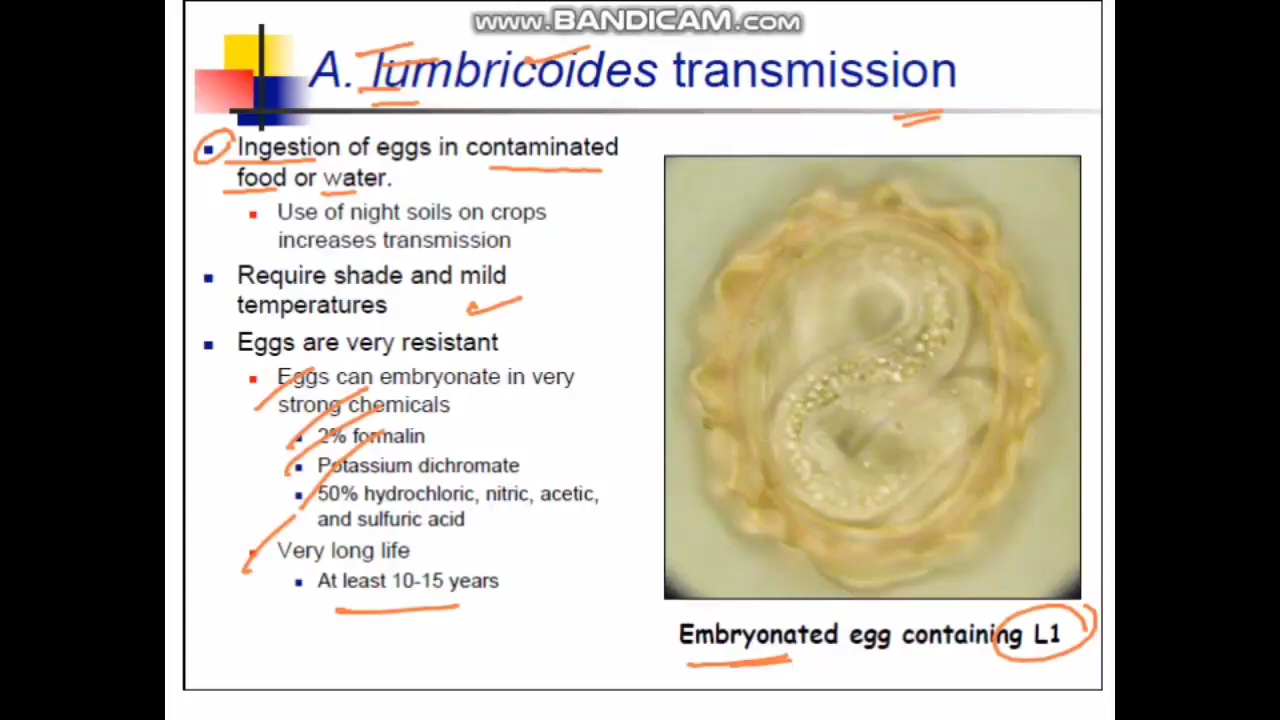 www.BANDICAM.com
A. lumbricoides transmission
Ingestion of eggs in contaminated
food or water.
Use of night soils on crops
increases transmission
Require shade and mild
temperatures
Eggs are very resistant
Eggs can embryonate in very
strong chemicals
2% formalin
Potassium dichromate
50% hydrochloric, nitric, acetic,
and sulfuric acid
Very long life
At least 10-15 years
Embryonated egg containing L1